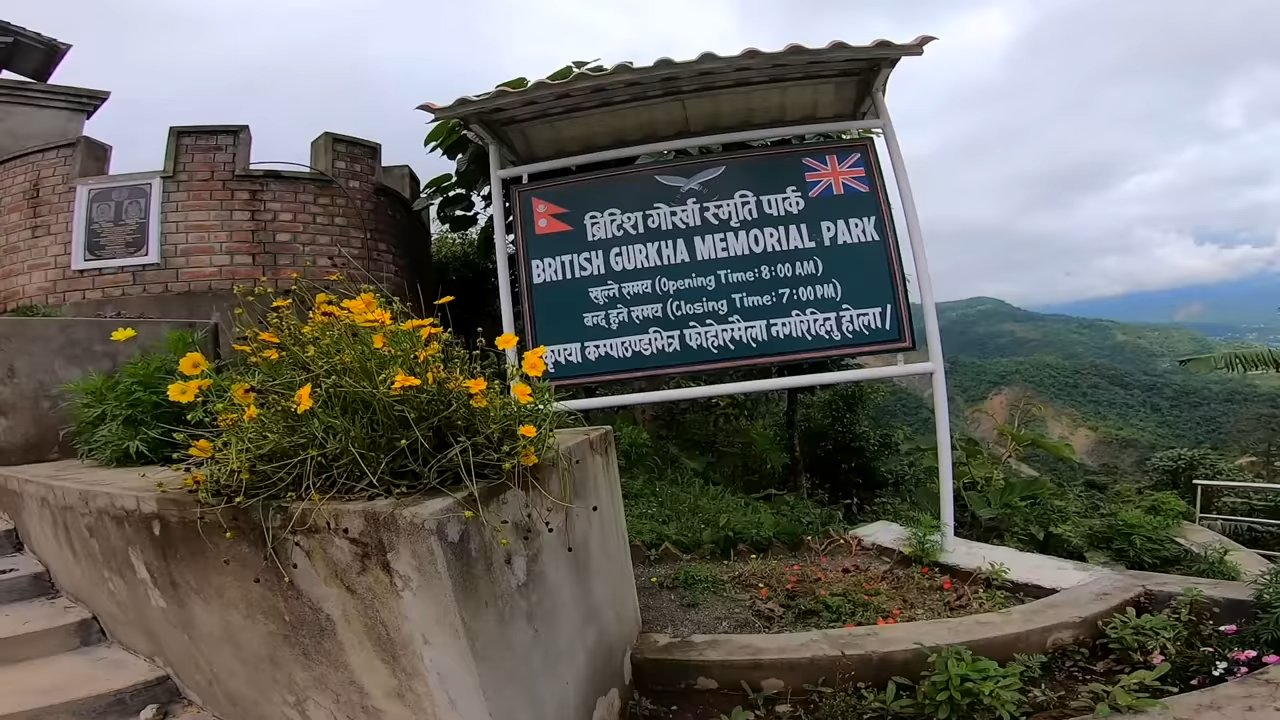 ब्रिटिश गोर्खा स्मृति पार्क
BRITISH GURKHA MEMORIAL PARK
खुल्ने समय (Opening Time: 8:00 AM)
बन्द हुने समय (Closing Time: 7:00 PM)
कृपया कम्पाउण्डभित्र फोहोरमैला नगरिदिनु होला।